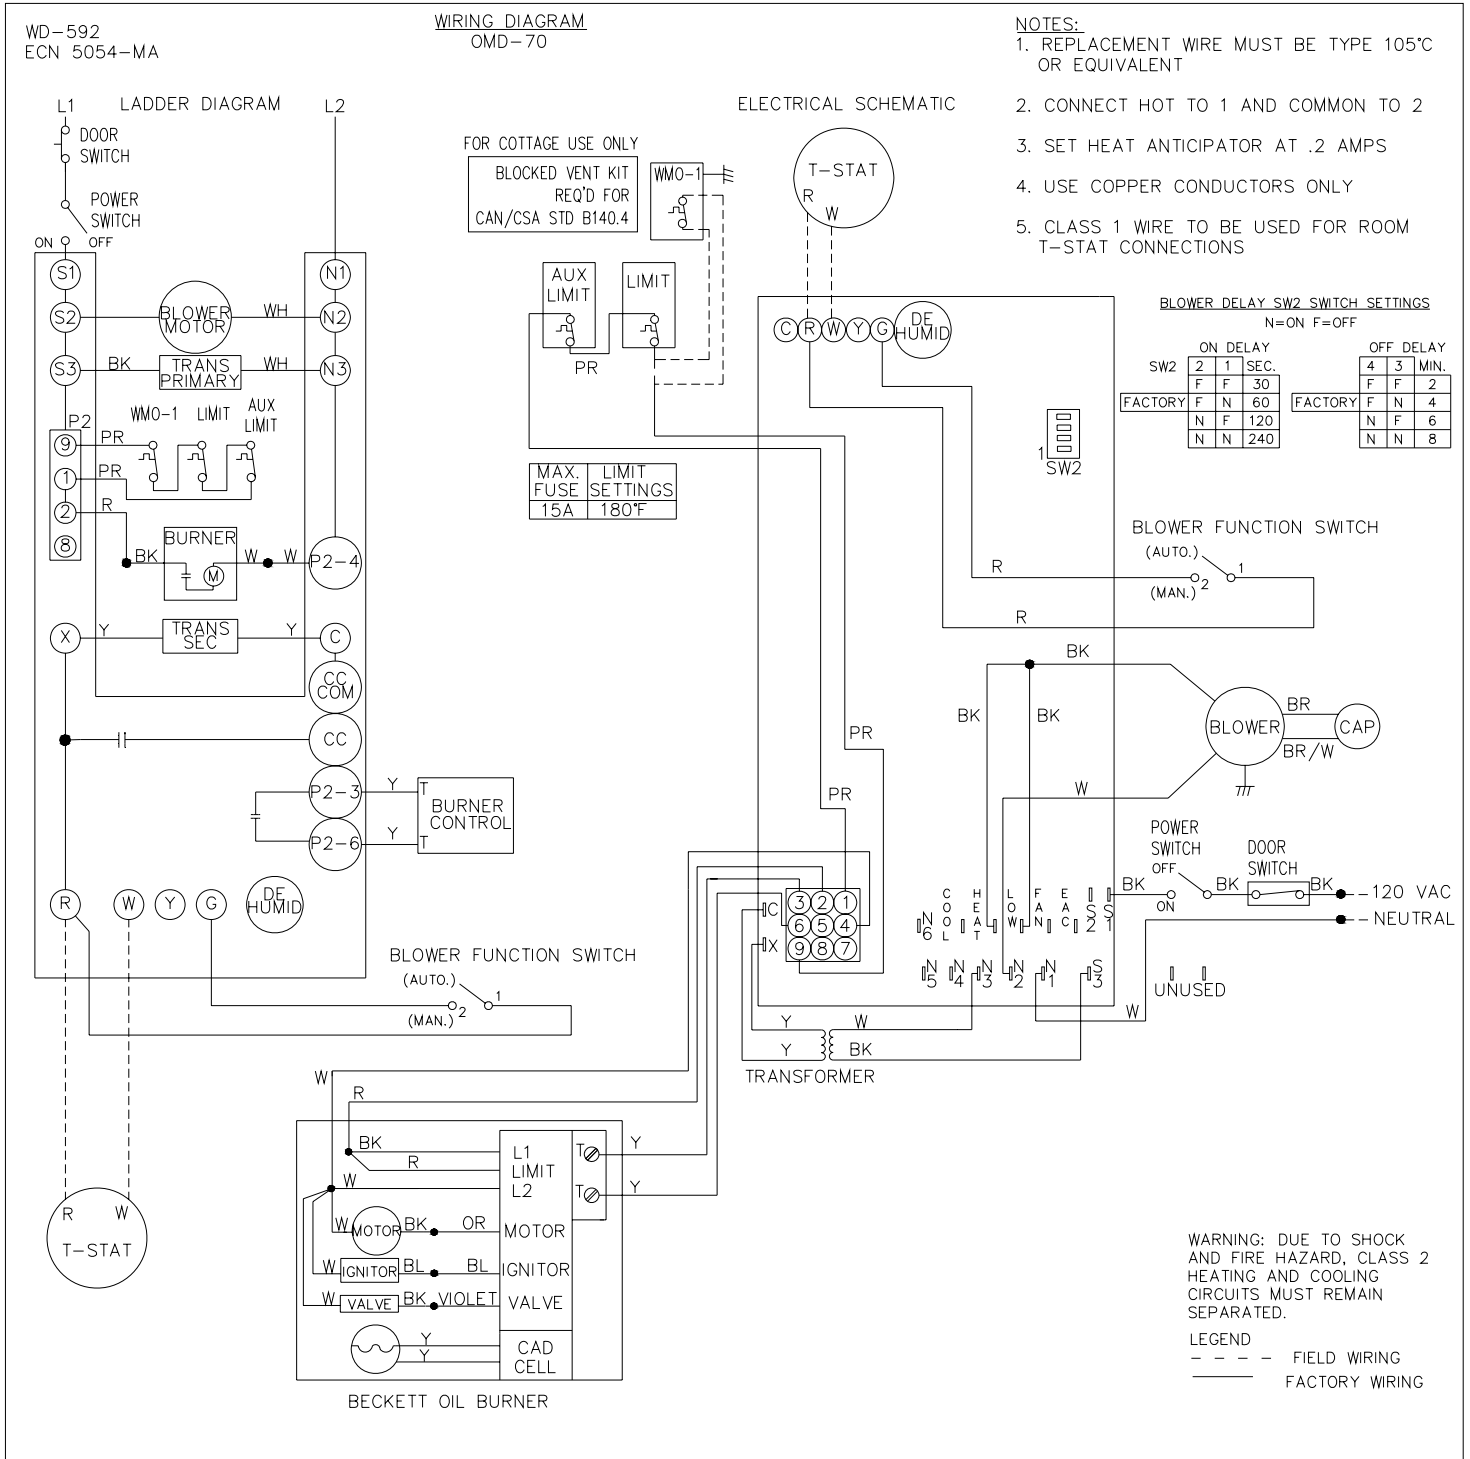 WD-592
ECN 5054-MA
WIRING DIAGRAM
OMD-70
NOTES:
1. REPLACEMENT WIRE MUST BE TYPE 105°C
OR EQUIVALENT
2. CONNECT HOT TO 1 AND COMMON TO 2
3. SET HEAT ANTICIPATOR AT .2 AMPS
4. USE COPPER CONDUCTORS ONLY
5. CLASS 1 WIRE TO BE USED FOR ROOM
T-STAT CONNECTIONS
L1 LADDER DIAGRAM L2
DOOR
SWITCH
POWER
SWITCH
ON OFF
S1 N1
S2 BLOWER
MOTOR WH N2
S3 BK TRANS
PRIMARY WH N3
P2 WMO-1 LIMIT AUX
LIMIT
9 PR
1 PR
2 R
8
BURNER
BK M W W P2-4
X Y TRANS
SEC Y C
CC
COM
CC
P2-3 Y T
BURNER
CONTROL
P2-6 Y T
R W Y G DE
HUMID
BLOWER FUNCTION SWITCH
(AUTO.) 1
(MAN.) 2
R W
T-STAT
FOR COTTAGE USE ONLY
BLOCKED VENT KIT
REQ'D FOR
CAN/CSA STD B140.4
WMO-1
AUX
LIMIT
LIMIT
PR
MAX.
FUSE LIMIT
SETTINGS
15A 180°F
ELECTRICAL SCHEMATIC
T-STAT
R W
C R W Y G DE
HUMID
1 SW2
BLOWER DELAY SW2 SWITCH SETTINGS
N=ON F=OFF
ON DELAY
SW2 2 1 SEC.
F F 30
FACTORY F N 60
N F 120
N N 240
OFF DELAY
4 3 MIN.
F F 2
FACTORY F N 4
N F 6
N N 8
BLOWER FUNCTION SWITCH
(AUTO.) 1
(MAN.) 2
R
R
BK
BK BK
BLOWER BR CAP
BR/W
W
PR
PR
POWER
SWITCH
OFF
ON
DOOR
SWITCH
BK BK BK 120 VAC
NEUTRAL
C
X
3 2 1
6 5 4
9 8 7
N6 COOL HEAT LOW FAN EAC S2 S1
N5 N4 N3 N2 N1 S3
UNUSED
W
Y W
Y BK
TRANSFORMER
W
R
BK L1
R LIMIT
W L2
T Y
T Y
W MOTOR BK OR MOTOR
W IGNITOR BL BL IGNITOR
W VALVE BK VIOLET VALVE
Y
Y
CAD
CELL
BECKETT OIL BURNER
WARNING: DUE TO SHOCK
AND FIRE HAZARD, CLASS 2
HEATING AND COOLING
CIRCUITS MUST REMAIN
SEPARATED.
LEGEND
FIELD WIRING
FACTORY WIRING